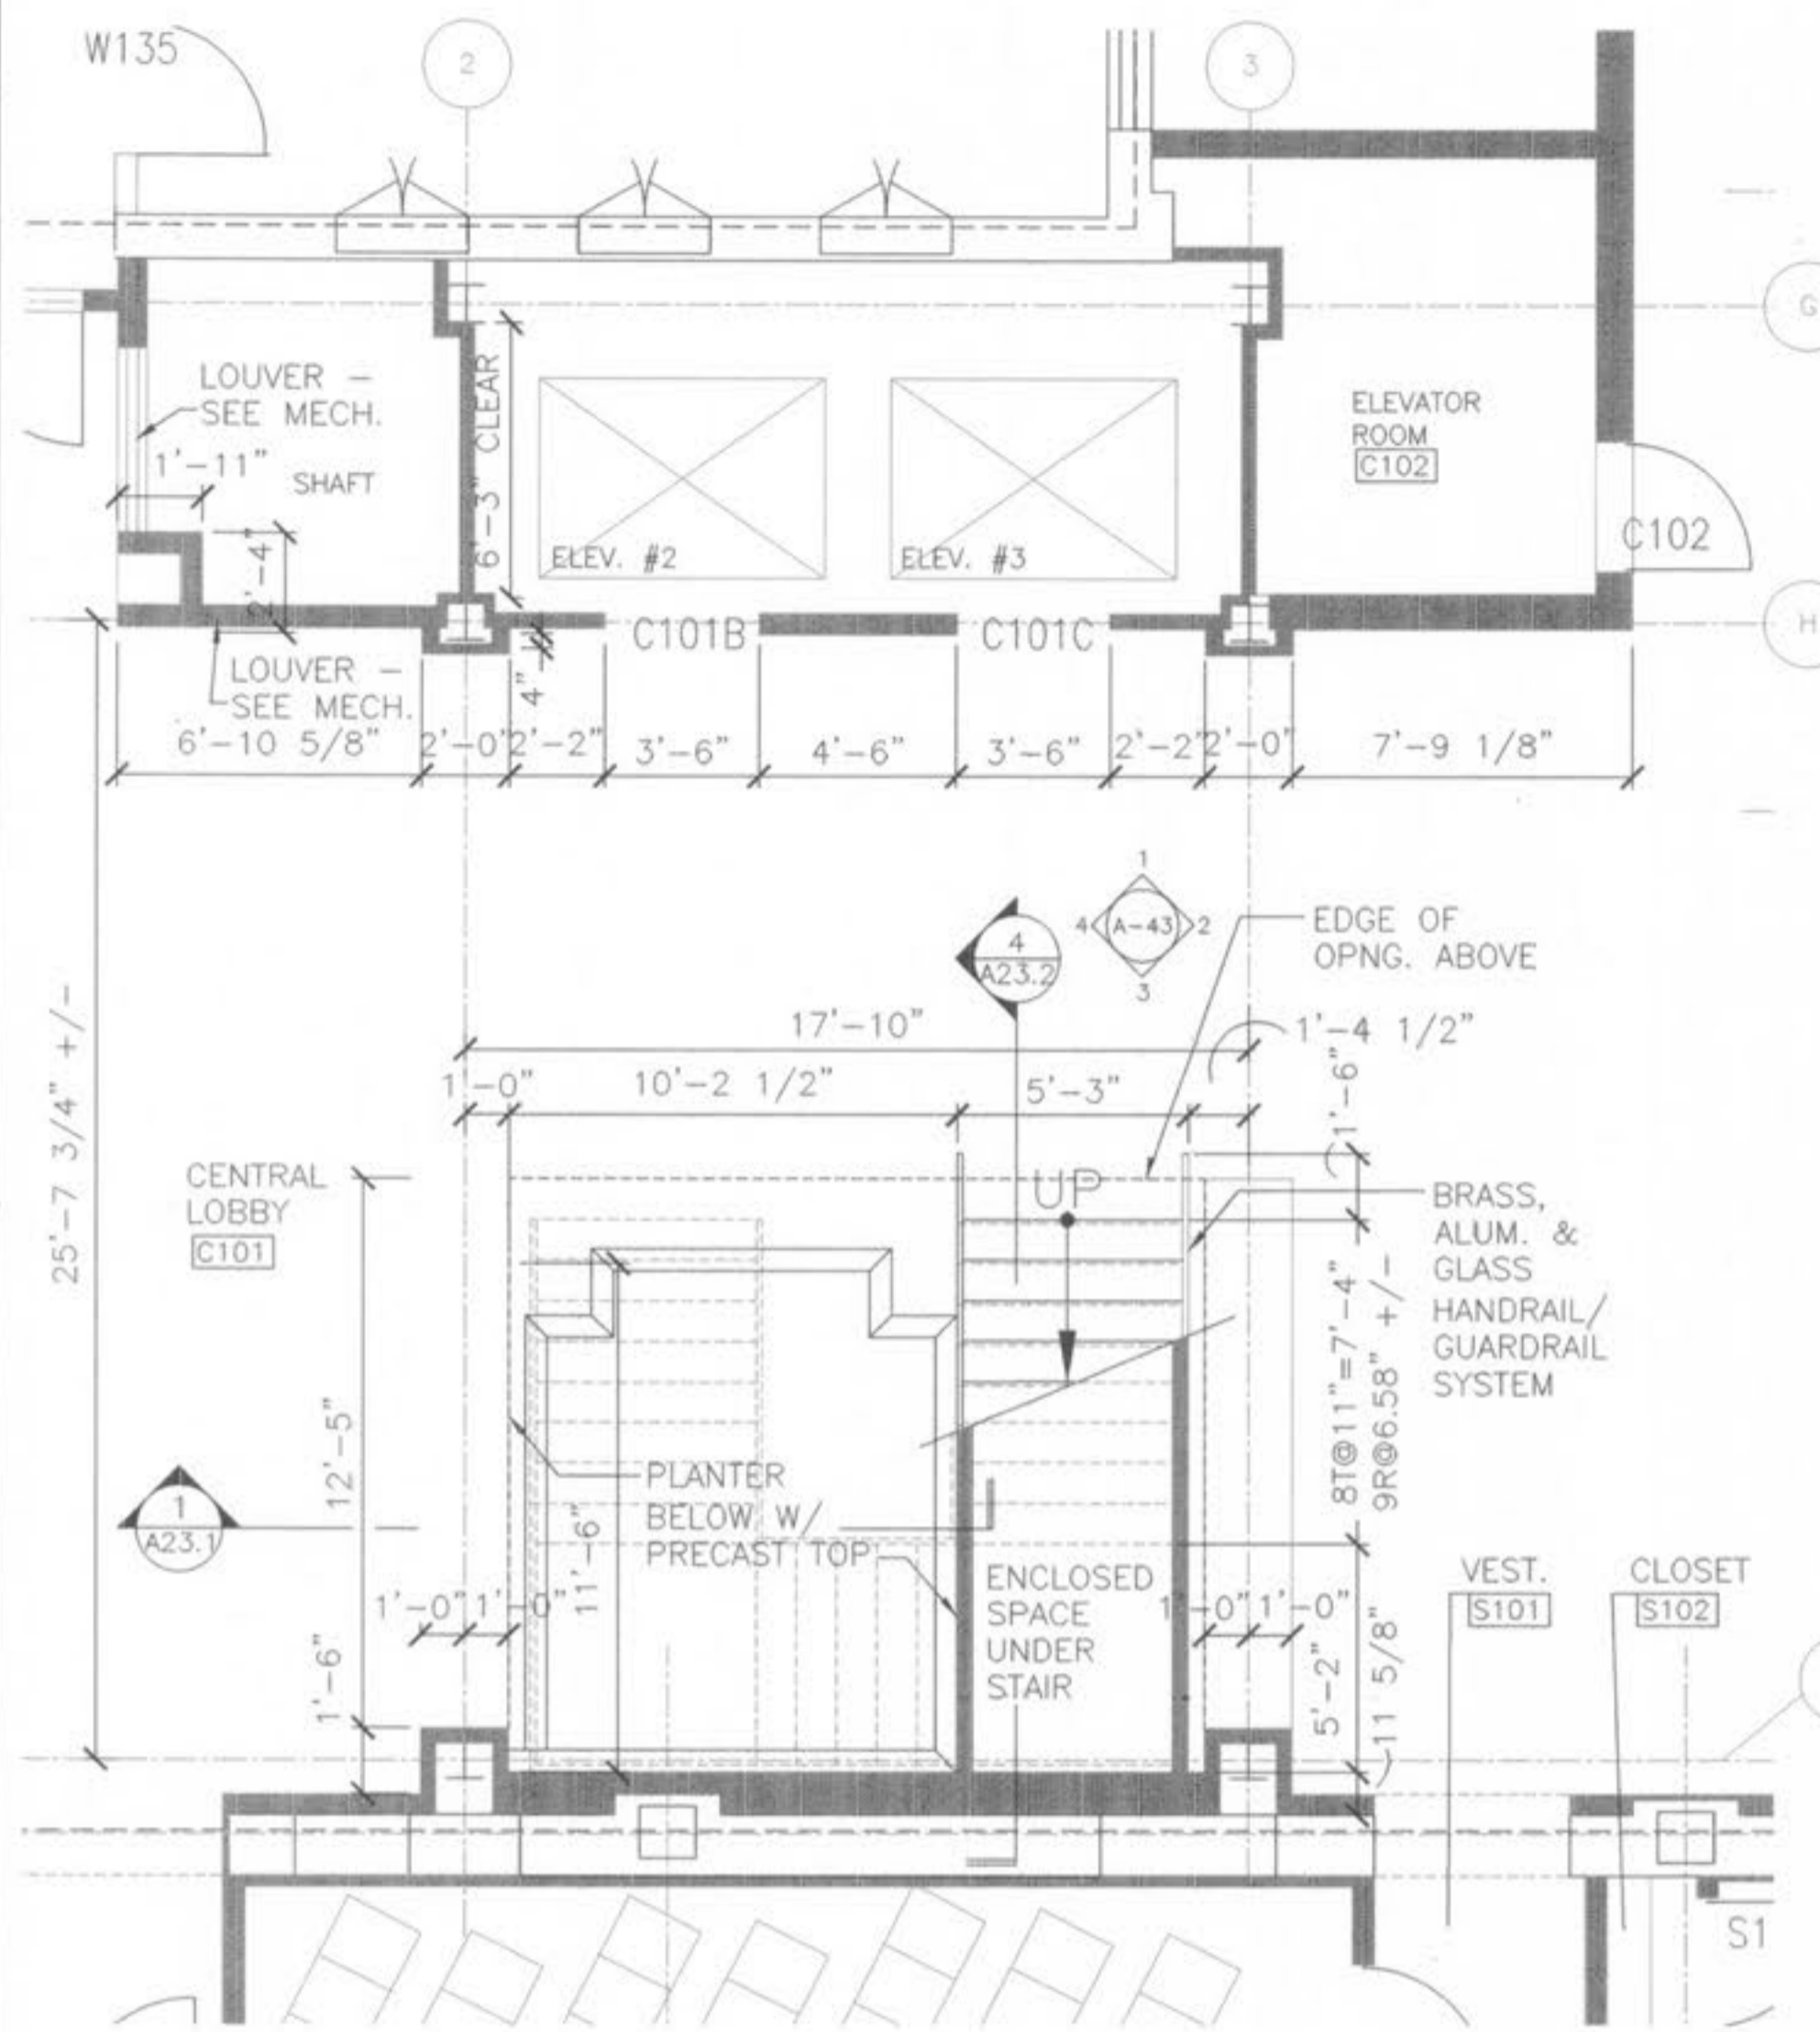 W135
2
3
G
LOUVER –
SEE MECH.
1'–11"
SHAFT
6'–3" CLEAR
2'–4"
ELEV. #2
ELEV. #3
ELEVATOR
ROOM
C102
C102
H
C101B
C101C
LOUVER –
SEE MECH.
4"
6'–10 5/8"
2'–0"
2'–2"
3'–6"
4'–6"
3'–6"
2'–2"
2'–0"
7'–9 1/8"
1
4
A–43
2
3
4
A23.2
EDGE OF
OPNG. ABOVE
17'–10"
1'–4 1/2"
1'–0"
10'–2 1/2"
5'–3"
1'–6"
25'–7 3/4" +/–
CENTRAL
LOBBY
C101
UP
BRASS,
ALUM. &
GLASS
HANDRAIL/
GUARDRAIL
SYSTEM
8T@11"=7'–4"
9R@6.58" +/–
12'–5"
1
A23.1
PLANTER
BELOW W/
PRECAST TOP
11'–6"
ENCLOSED
SPACE
UNDER
STAIR
VEST.
S101
CLOSET
S102
1'–0"
1'–0"
1'–0"
1'–0"
1'–6"
5'–2"
11 5/8"
S1